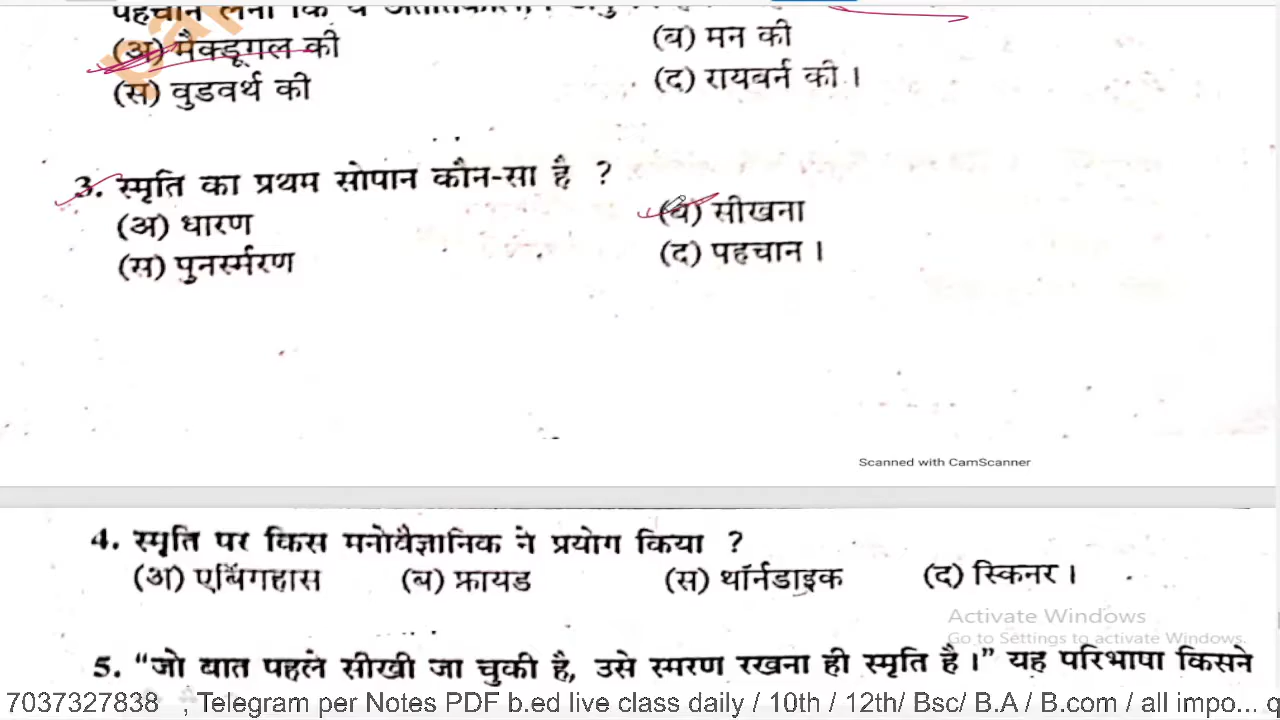 पहचान लेना कि
(अ) मैक्डूगल की (ब) मन की
(स) वुडवर्थ की (द) रायबर्न की ।
3. स्मृति का प्रथम सोपान कौन-सा है ?
(अ) धारण (ब) सीखना
(स) पुनर्स्मरण (द) पहचान ।
Scanned with CamScanner
4. स्मृति पर किस मनोवैज्ञानिक ने प्रयोग किया ?
(अ) एबिंगहास (ब) फ्रायड (स) थॉर्नडाइक (द) स्किनर ।
Activate Windows
Go to Settings to activate Windows.
5. “जो बात पहले सीखी जा चुकी है, उसे स्मरण रखना ही स्मृति है।” यह परिभाषा किसने
7037327838 , Telegram per Notes PDF b.ed live class daily / 10th / 12th/ Bsc/ B.A / B.com / all impo... q